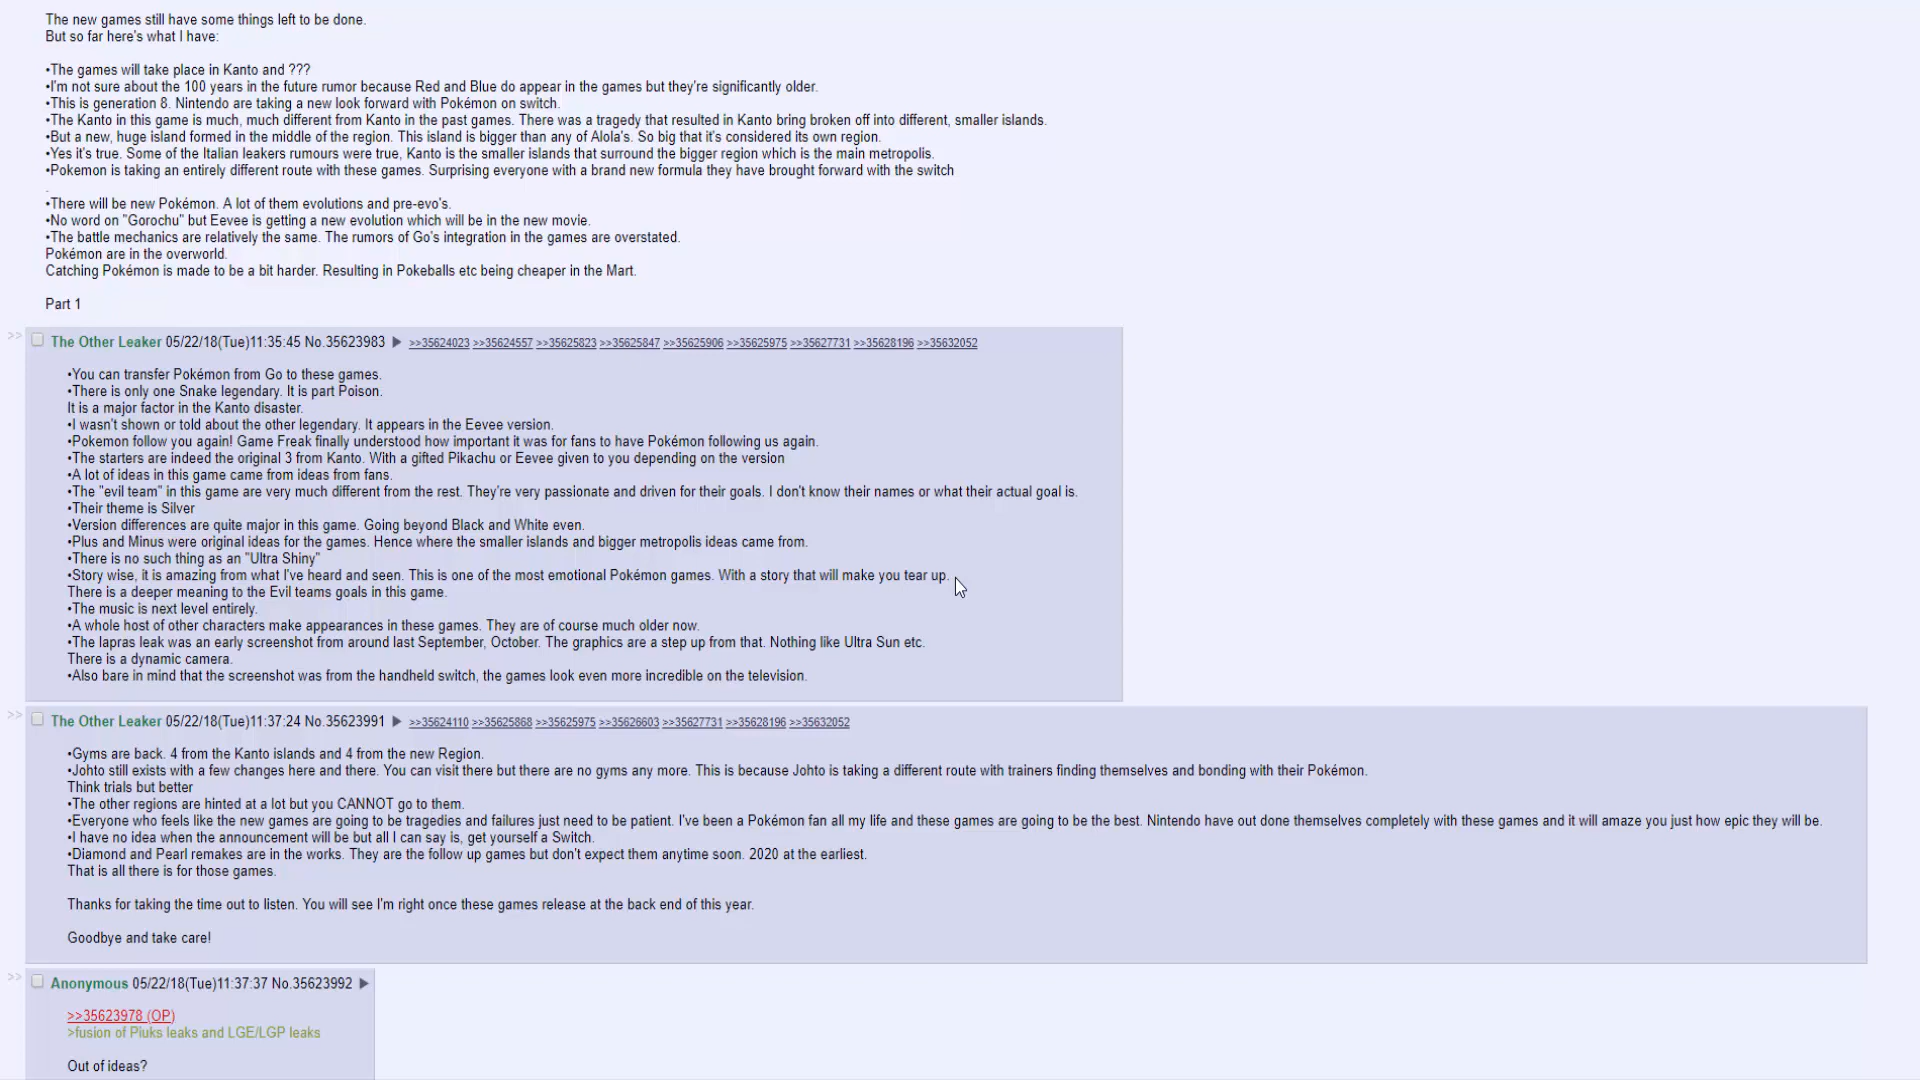 The new games still have some things left to be done.
But so far here's what I have:
•The games will take place in Kanto and ???
•I'm not sure about the 100 years in the future rumor because Red and Blue do appear in the games but they're significantly older.
•This is generation 8. Nintendo are taking a new look forward with Pokémon on switch.
•The Kanto in this game is much, much different from Kanto in the past games. There was a tragedy that resulted in Kanto bring broken off into different, smaller islands.
•But a new, huge island formed in the middle of the region. This island is bigger than any of Alola's. So big that it's considered its own region.
•Yes it's true. Some of the Italian leakers rumours were true, Kanto is the smaller islands that surround the bigger region which is the main metropolis.
•Pokemon is taking an entirely different route with these games. Surprising everyone with a brand new formula they have brought forward with the switch
.
•There will be new Pokémon. A lot of them evolutions and pre-evo's.
•No word on "Gorochu" but Eevee is getting a new evolution which will be in the new movie.
•The battle mechanics are relatively the same. The rumors of Go's integration in the games are overstated.
Pokémon are in the overworld.
Catching Pokémon is made to be a bit harder. Resulting in Pokeballs etc being cheaper in the Mart.
Part 1
>> The Other Leaker 05/22/18(Tue)11:35:45 No.35623983 ▶ >>35624023 >>35624557 >>35625823 >>35625847 >>35625906 >>35625975 >>35627731 >>35628196 >>35632052
•You can transfer Pokémon from Go to these games.
•There is only one Snake legendary. It is part Poison.
It is a major factor in the Kanto disaster.
•I wasn't shown or told about the other legendary. It appears in the Eevee version.
•Pokemon follow you again! Game Freak finally understood how important it was for fans to have Pokémon following us again.
•The starters are indeed the original 3 from Kanto. With a gifted Pikachu or Eevee given to you depending on the version
•A lot of ideas in this game came from ideas from fans.
•The "evil team" in this game are very much different from the rest. They're very passionate and driven for their goals. I don't know their names or what their actual goal is.
•Their theme is Silver
•Version differences are quite major in this game. Going beyond Black and White even.
•Plus and Minus were original ideas for the games. Hence where the smaller islands and bigger metropolis ideas came from.
•There is no such thing as an "Ultra Shiny"
•Story wise, it is amazing from what I've heard and seen. This is one of the most emotional Pokémon games. With a story that will make you tear up.
There is a deeper meaning to the Evil teams goals in this game.
•The music is next level entirely.
•A whole host of other characters make appearances in these games. They are of course much older now.
•The lapras leak was an early screenshot from around last September, October. The graphics are a step up from that. Nothing like Ultra Sun etc.
There is a dynamic camera.
•Also bare in mind that the screenshot was from the handheld switch, the games look even more incredible on the television.
>> The Other Leaker 05/22/18(Tue)11:37:24 No.35623991 ▶ >>35624110 >>35625868 >>35625975 >>35626603 >>35627731 >>35628196 >>35632052
•Gyms are back. 4 from the Kanto islands and 4 from the new Region.
•Johto still exists with a few changes here and there. You can visit there but there are no gyms any more. This is because Johto is taking a different route with trainers finding themselves and bonding with their Pokémon.
Think trials but better
•The other regions are hinted at a lot but you CANNOT go to them.
•Everyone who feels like the new games are going to be tragedies and failures just need to be patient. I've been a Pokémon fan all my life and these games are going to be the best. Nintendo have out done themselves completely with these games and it will amaze you just how epic they will be.
•I have no idea when the announcement will be but all I can say is, get yourself a Switch.
•Diamond and Pearl remakes are in the works. They are the follow up games but don't expect them anytime soon. 2020 at the earliest.
That is all there is for those games.
Thanks for taking the time out to listen. You will see I'm right once these games release at the back end of this year.
Goodbye and take care!
>> Anonymous 05/22/18(Tue)11:37:37 No.35623992 ▶
>>35623978 (OP)
>fusion of Piuks leaks and LGE/LGP leaks
Out of ideas?